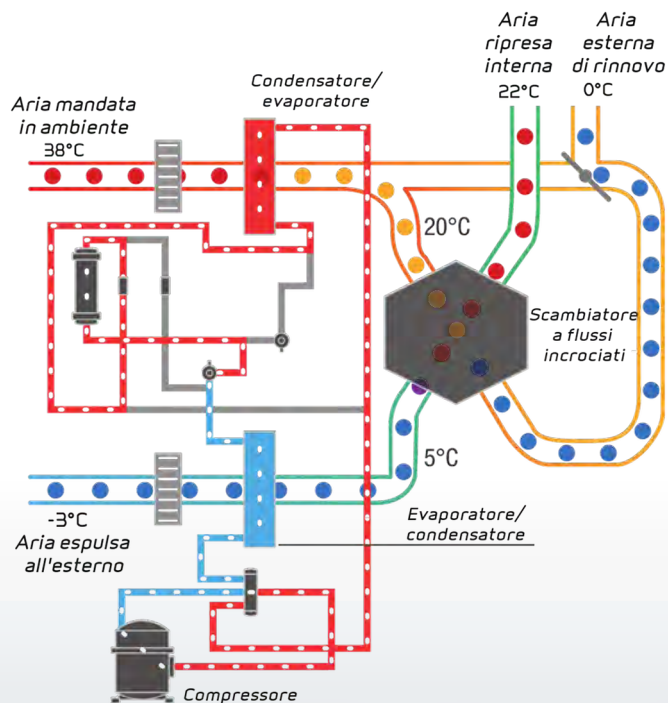 Aria
ripresa
interna
22°C
Aria
esterna
di rinnovo
0°C
Condensatore/
evaporatore
Aria mandata
in ambiente
38°C
20°C
Scambiatore
a flussi
incrociati
5°C
-3°C
Aria espulsa
all'esterno
Evaporatore/
condensatore
Compressore